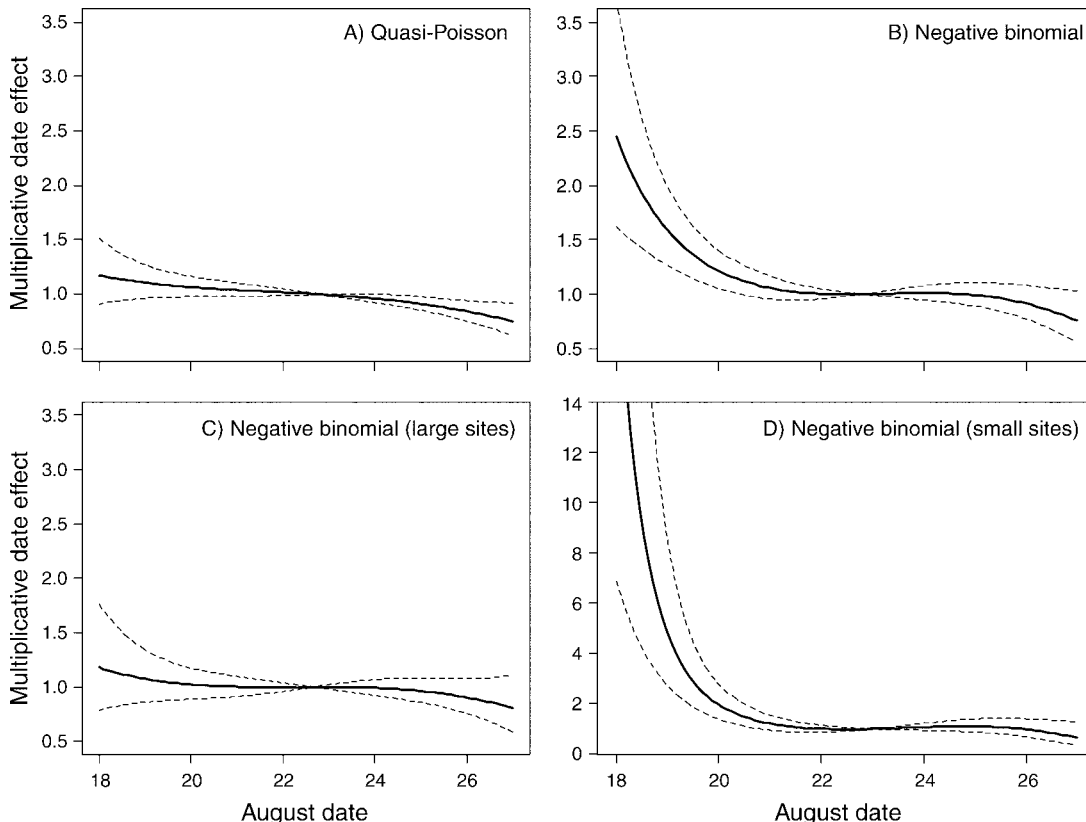 A) Quasi-Poisson
3.5
3.0
2.5
2.0
1.5
1.0
0.5
Multiplicative date effect
B) Negative binomial
3.5
3.0
2.5
2.0
1.5
1.0
0.5
C) Negative binomial (large sites)
3.5
3.0
2.5
2.0
1.5
1.0
0.5
Multiplicative date effect
18 20 22 24 26
August date
D) Negative binomial (small sites)
14
12
10
8
6
4
2
0
18 20 22 24 26
August date